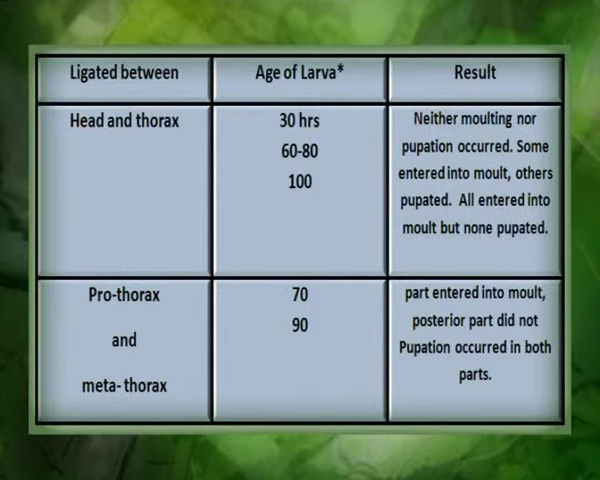 Ligated between
Age of Larva*
Result
Head and thorax
30 hrs
60-80
100
Neither moulting nor
pupation occurred. Some
entered into moult, others
pupated. All entered into
moult but none pupated.
Pro-thorax
and
meta- thorax
70
90
part entered into moult,
posterior part did not
Pupation occurred in both
parts.